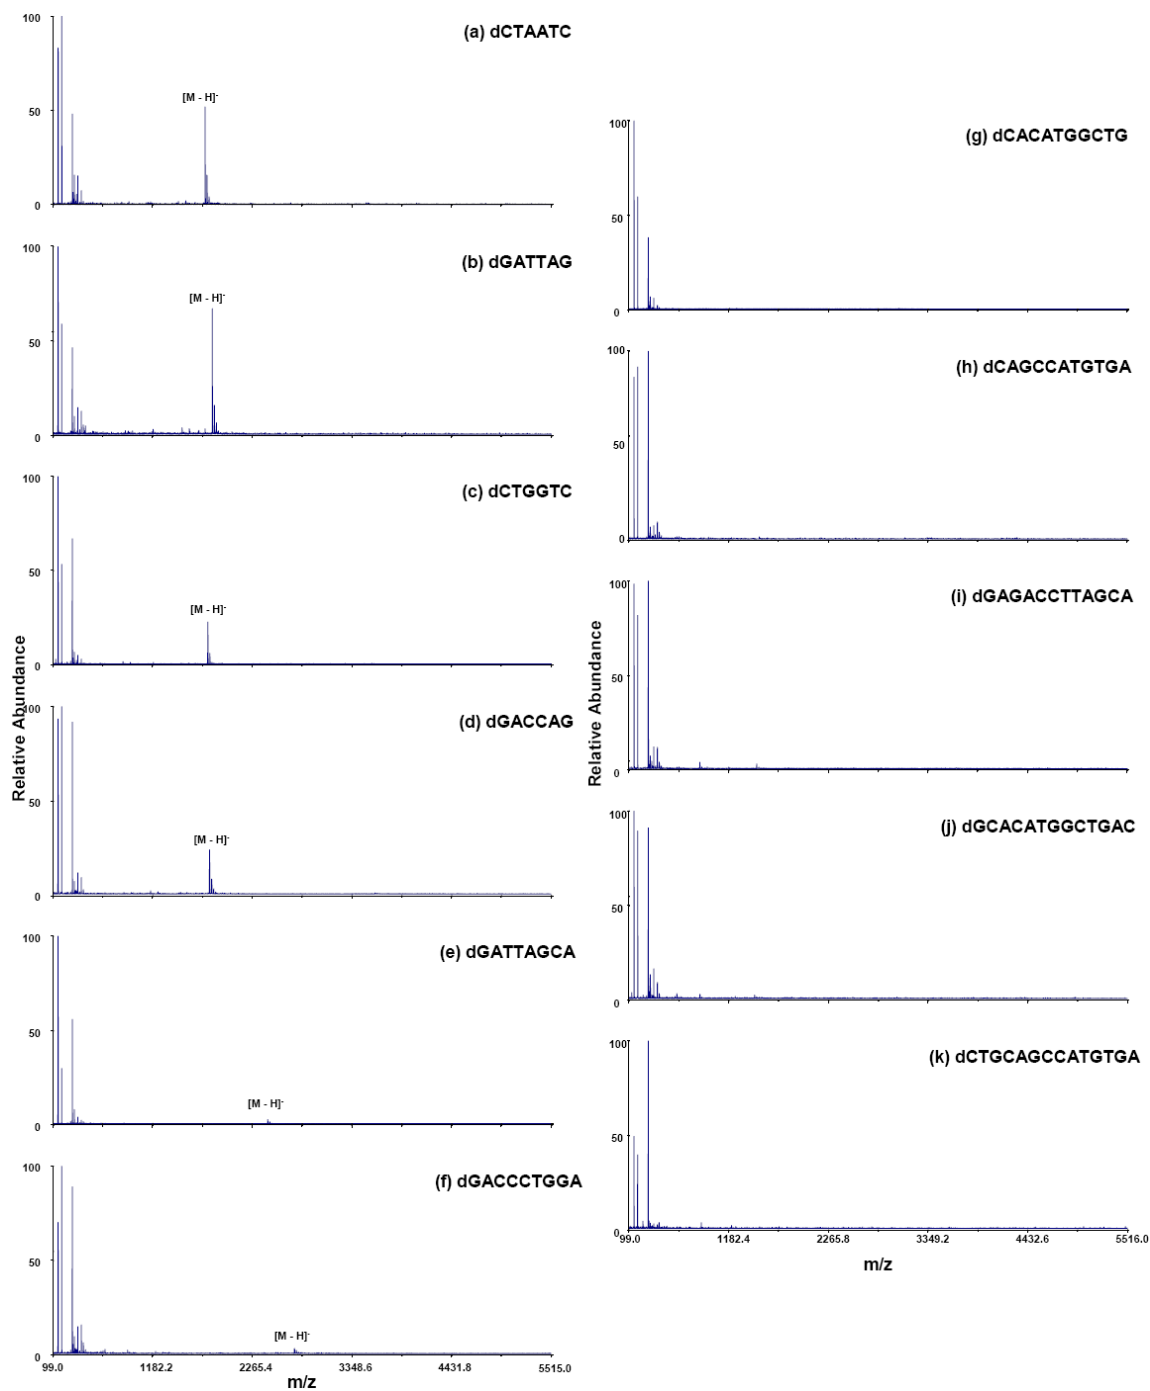 100
50
0
(a) dCTAATC
[M - H]-
100
50
0
(b) dGATTAG
[M - H]-
100
50
0
(c) dCTGGTC
[M - H]-
100
50
0
(d) dGACCAG
[M - H]-
100
50
0
(e) dGATTAGCA
[M - H]-
100
50
0
(f) dGACCCTGGA
[M - H]-
99.0 1182.2 2265.4 3348.6 4431.8 5515.0
m/z
Relative Abundance
100
50
0
(g) dCACATGGCTG
100
50
0
(h) dCAGCCATGTGA
100
50
0
(i) dGAGACCTTAGCA
100
50
0
(j) dGCACATGGCTGAC
100
50
0
(k) dCTGCAGCCATGTGA
99.0 1182.4 2265.8 3349.2 4432.6 5516.0
m/z
Relative Abundance